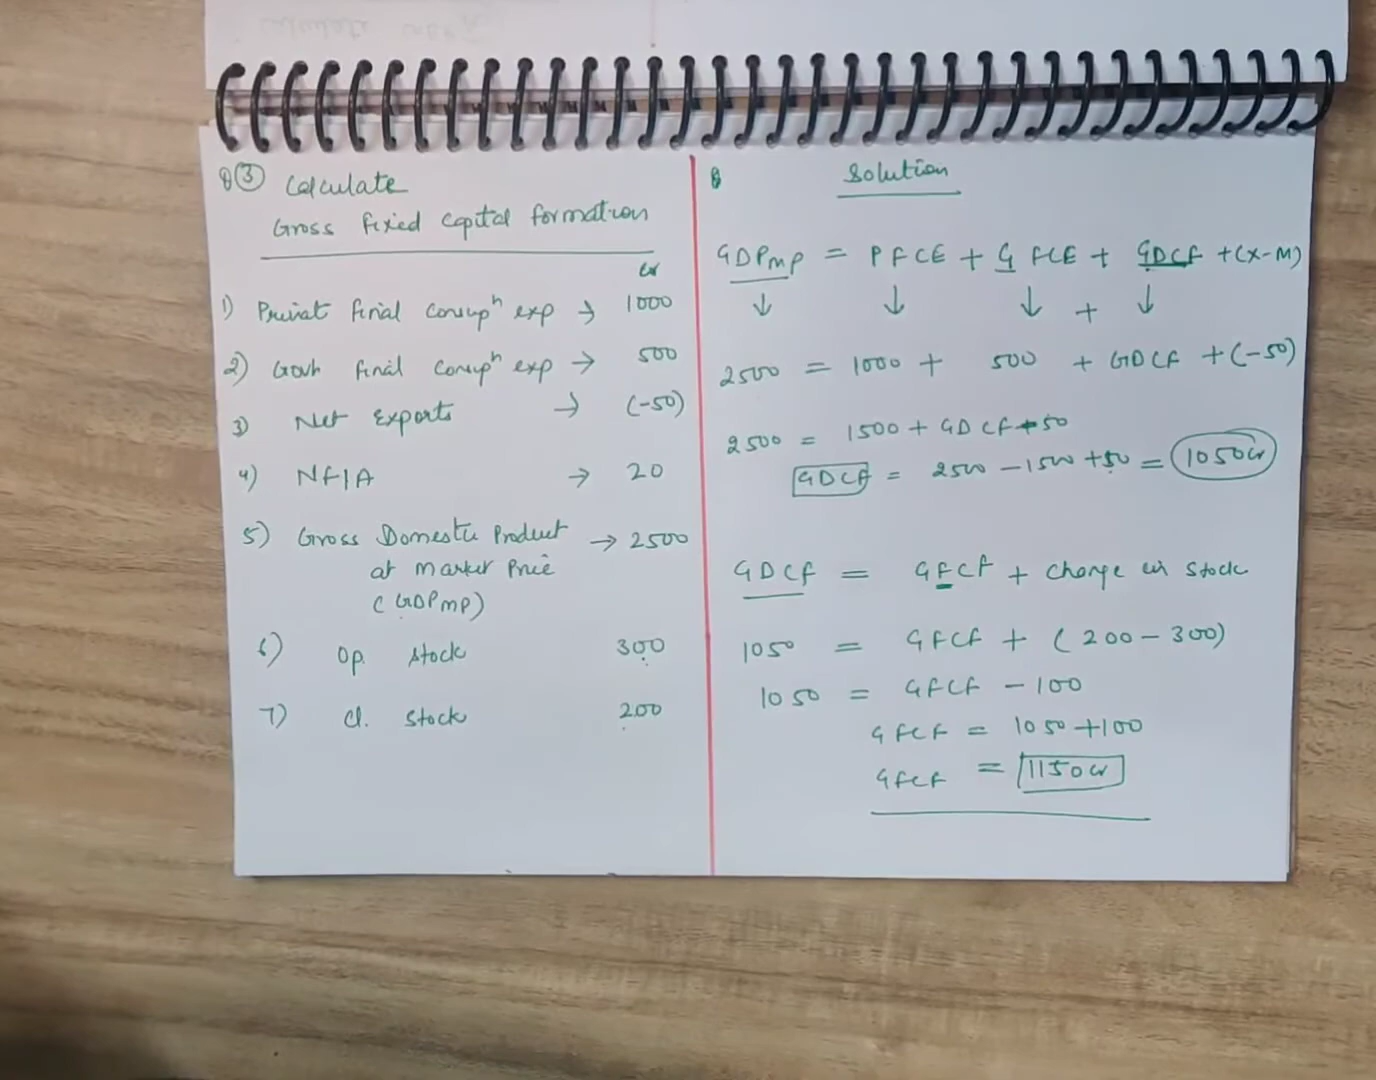 Q③ Calculate
Gross fixed capital formation
cr
1) Privat final consupⁿ exp → 1000
2) Govt final consupⁿ exp → 500
3) Net Exports → (-50)
4) NFIA → 20
5) Gross Domestic Product → 2500
at market Price
(GDPMP)
6) Op. stock 300
7) Cl. stock 200
Solution
GDPMP = PFCE + GFCE + GDCF + (X-M)
↓ ↓ ↓ + ↓
2500 = 1000 + 500 + GDCF + (-50)
2500 = 1500 + GDCF - 50
GDCF = 2500 - 1500 + 50 = 1050cr
GDCF = GFCF + change in stock
1050 = GFCF + (200 - 300)
1050 = GFCF - 100
GFCF = 1050 + 100
GFCF = 1150cr